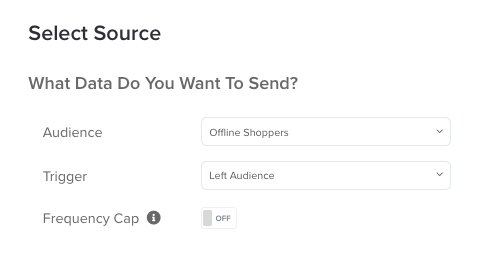 Select Source
What Data Do You Want To Send?
Audience Offline Shoppers
Trigger Left Audience
Frequency Cap OFF